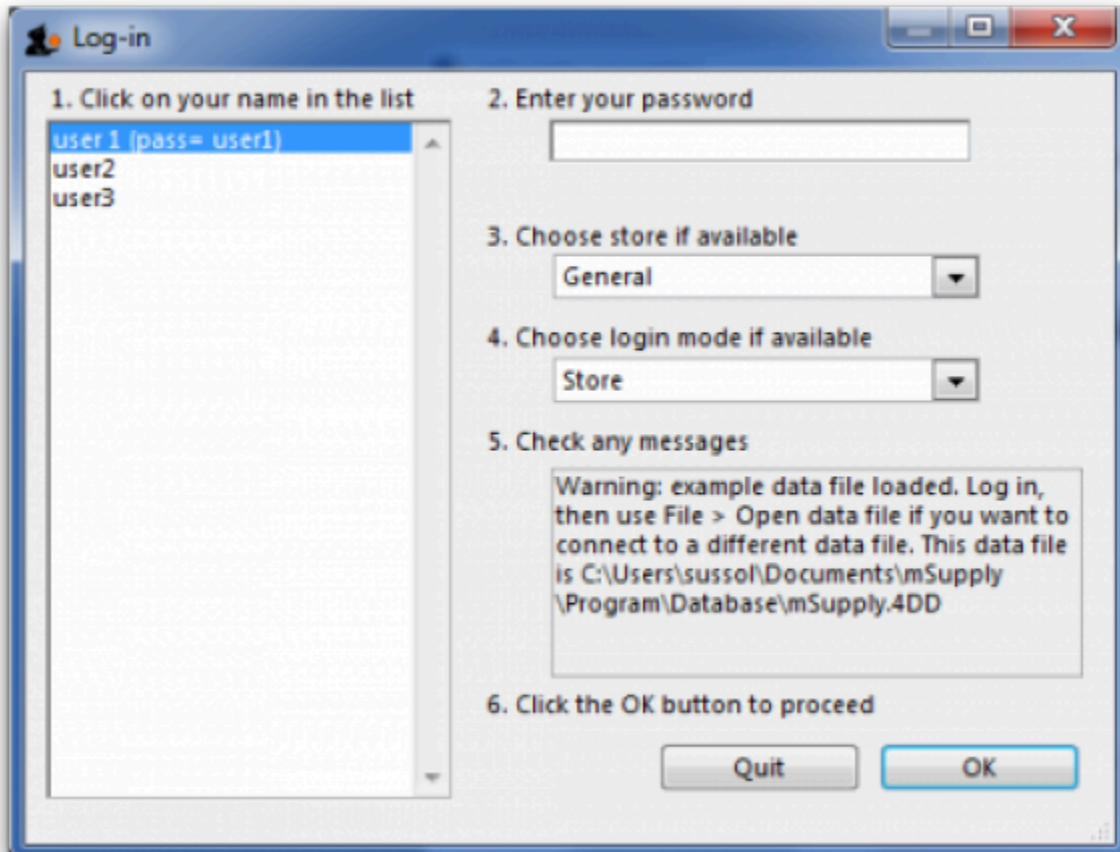 Log-in
1. Click on your name in the list
user 1 (pass= user1)
user2
user3
2. Enter your password
3. Choose store if available
General
4. Choose login mode if available
Store
5. Check any messages
Warning: example data file loaded. Log in,
then use File > Open data file if you want to
connect to a different data file. This data file
is C:\Users\sussol\Documents\mSupply
\Program\Database\mSupply.4DD
6. Click the OK button to proceed
Quit
OK